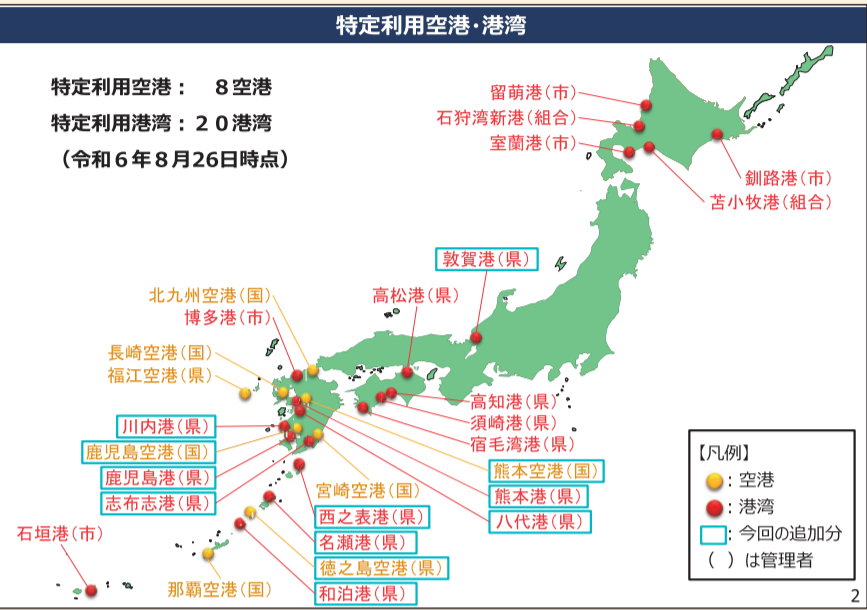 特定利用空港・港湾
特定利用空港： ８空港
特定利用港湾：２０港湾
（令和６年８月26日時点）
留萌港（市）
石狩湾新港（組合）
室蘭港（市）
釧路港（市）
苫小牧港（組合）
敦賀港（県）
高松港（県）
北九州空港（国）
博多港（市）
長崎空港（国）
福江空港（県）
高知港（県）
須崎港（県）
宿毛湾港（県）
川内港（県）
鹿児島空港（国）
鹿児島港（県）
志布志港（県）
熊本空港（国）
熊本港（県）
八代港（県）
宮崎空港（国）
西之表港（県）
名瀬港（県）
徳之島空港（県）
和泊港（県）
石垣港（市）
那覇空港（国）
【凡例】
：空港
：港湾
：今回の追加分
（ ）は管理者
2